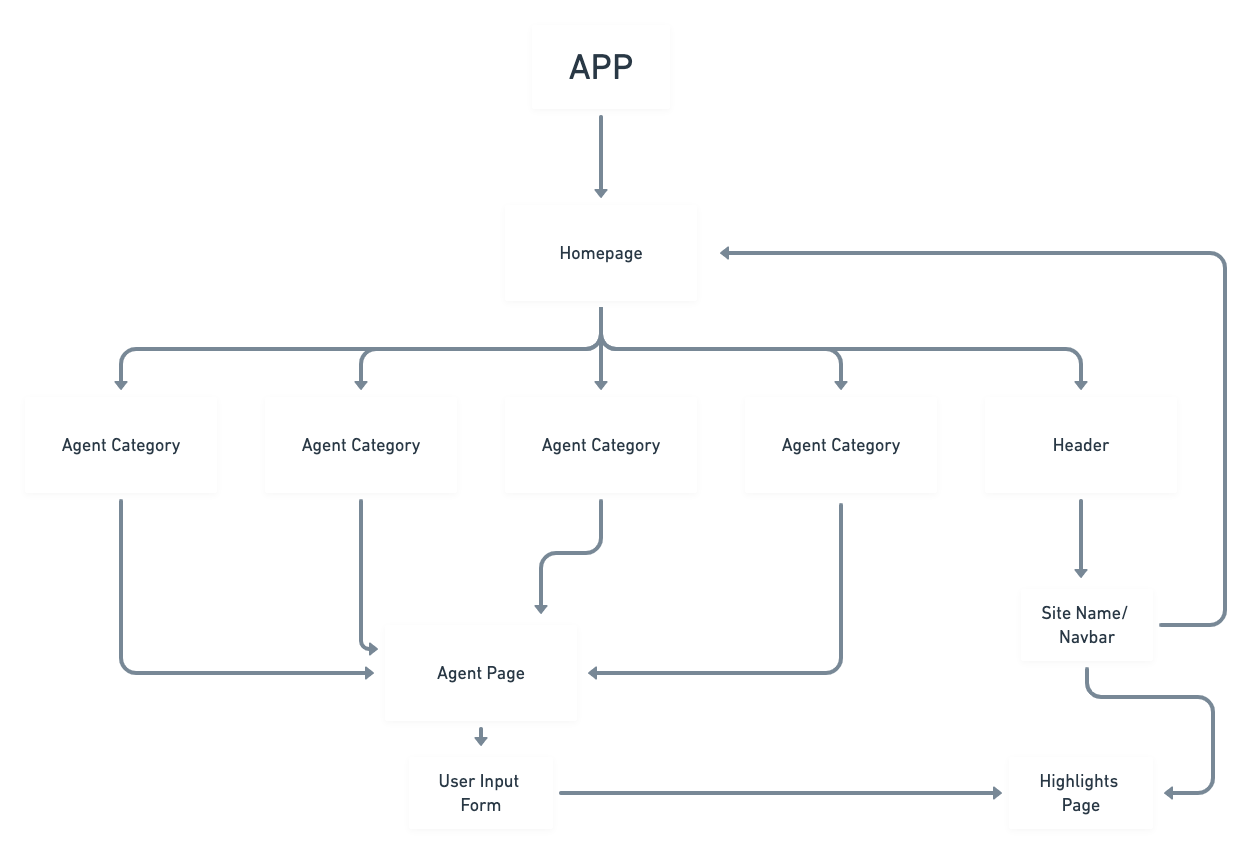 APP
Homepage
Agent Category
Agent Category
Agent Category
Agent Category
Header
Site Name/
Navbar
Agent Page
User Input
Form
Highlights
Page